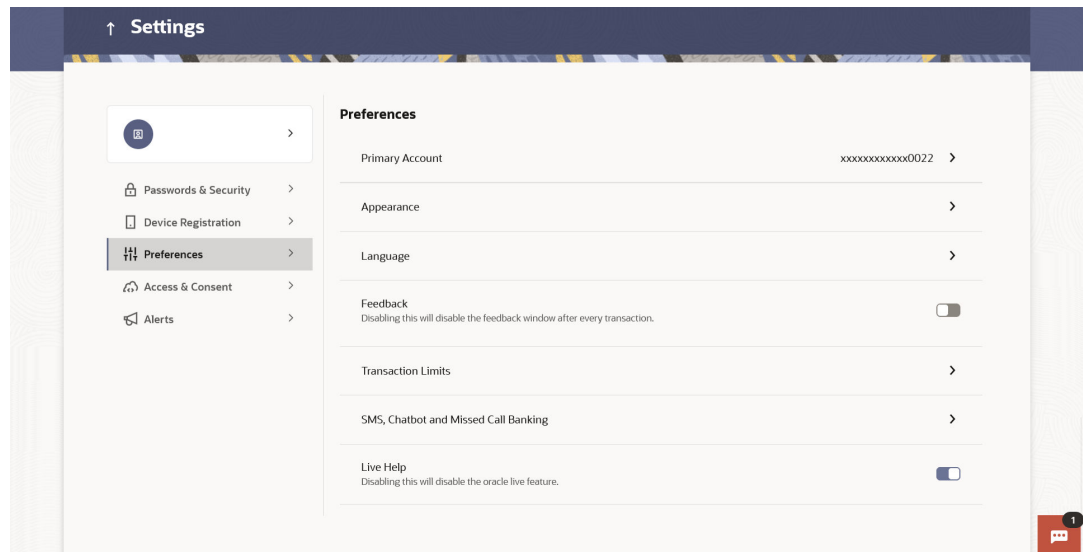 Settings
Preferences
Primary Account xxxxxxxxxxxx0022
Passwords & Security
Appearance
Device Registration
Preferences
Language
Access & Consent
Feedback
Disabling this will disable the feedback window after every transaction.
Alerts
Transaction Limits
SMS, Chatbot and Missed Call Banking
Live Help
Disabling this will disable the oracle live feature.
1